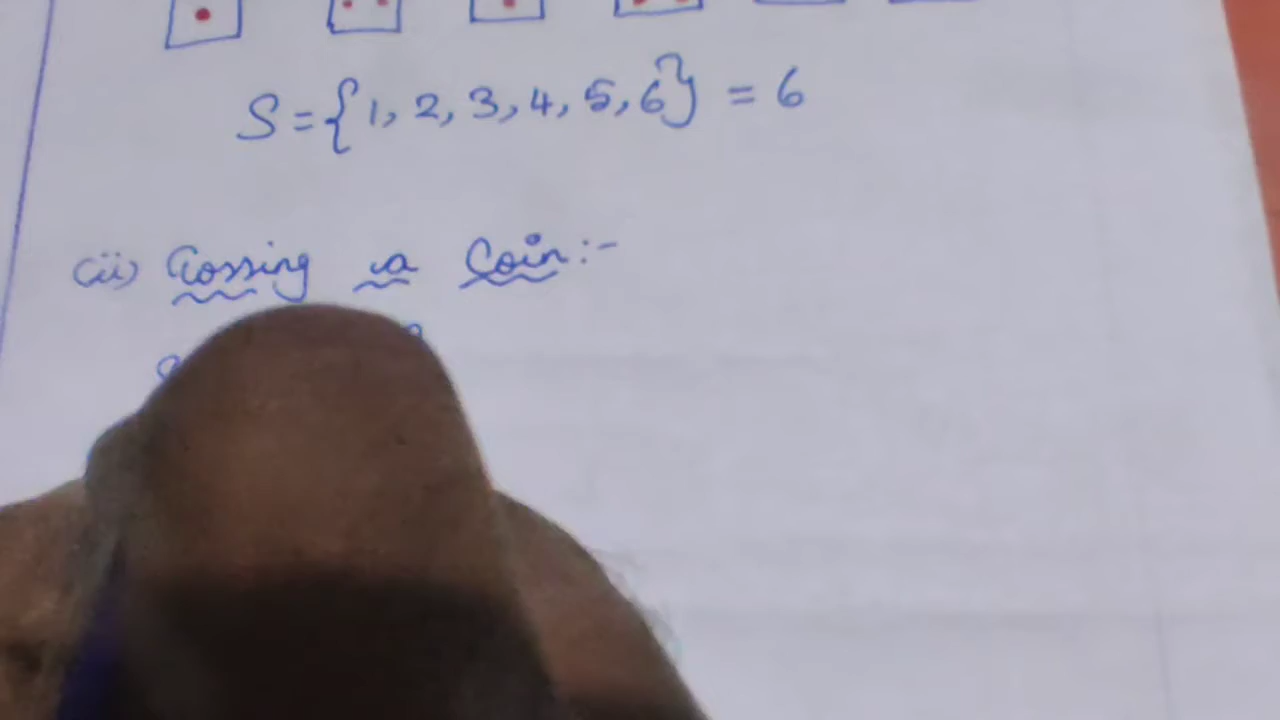 S = {1, 2, 3, 4, 5, 6} = 6
(ii) Tossing a Coin:-